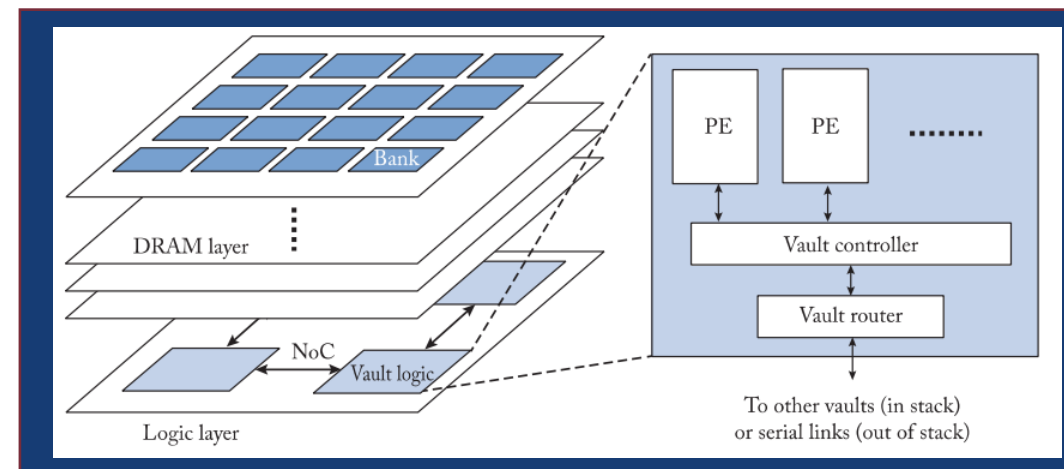 Bank
DRAM layer
NoC
Vault logic
Logic layer
PE
PE
Vault controller
Vault router
To other vaults (in stack)
or serial links (out of stack)